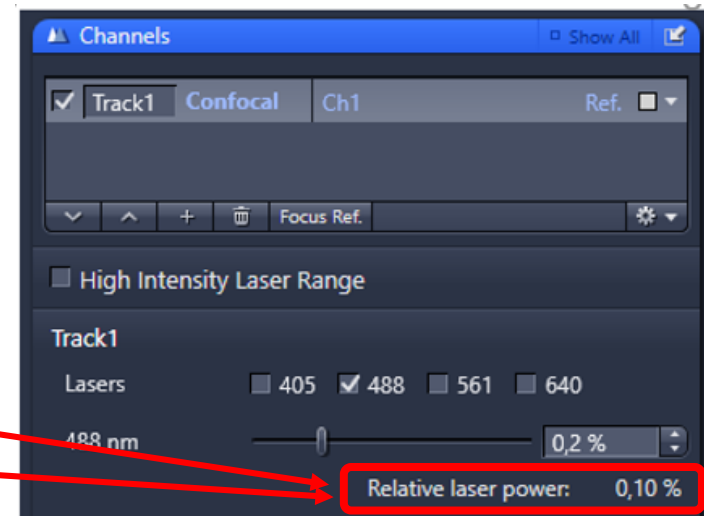 Channels Show All
Track1 Confocal Ch1 Ref.
Focus Ref.
High Intensity Laser Range
Track1
Lasers 405 488 561 640
488 nm 0,2 %
Relative laser power: 0,10 %